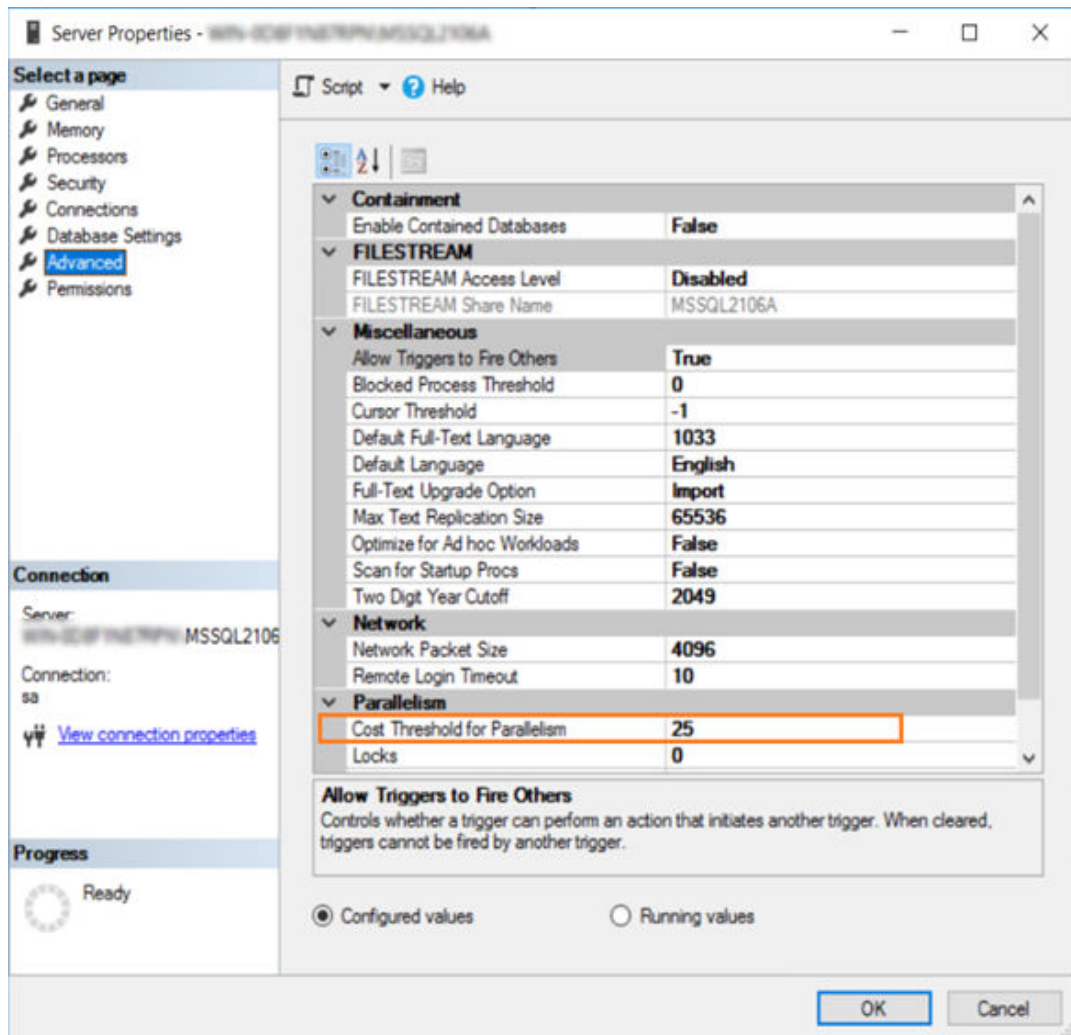 Server Properties -
Select a page
General
Memory
Processors
Security
Connections
Database Settings
Advanced
Permissions
Connection
Server:
MSSQL2106
Connection:
sa
View connection properties
Progress
Ready
Script Help
Containment
Enable Contained Databases False
FILESTREAM
FILESTREAM Access Level Disabled
FILESTREAM Share Name MSSQL2106A
Miscellaneous
Allow Triggers to Fire Others True
Blocked Process Threshold 0
Cursor Threshold -1
Default Full-Text Language 1033
Default Language English
Full-Text Upgrade Option Import
Max Text Replication Size 65536
Optimize for Ad hoc Workloads False
Scan for Startup Procs False
Two Digit Year Cutoff 2049
Network
Network Packet Size 4096
Remote Login Timeout 10
Parallelism
Cost Threshold for Parallelism 25
Locks 0
Allow Triggers to Fire Others
Controls whether a trigger can perform an action that initiates another trigger. When cleared,
triggers cannot be fired by another trigger.
Configured values Running values
OK Cancel